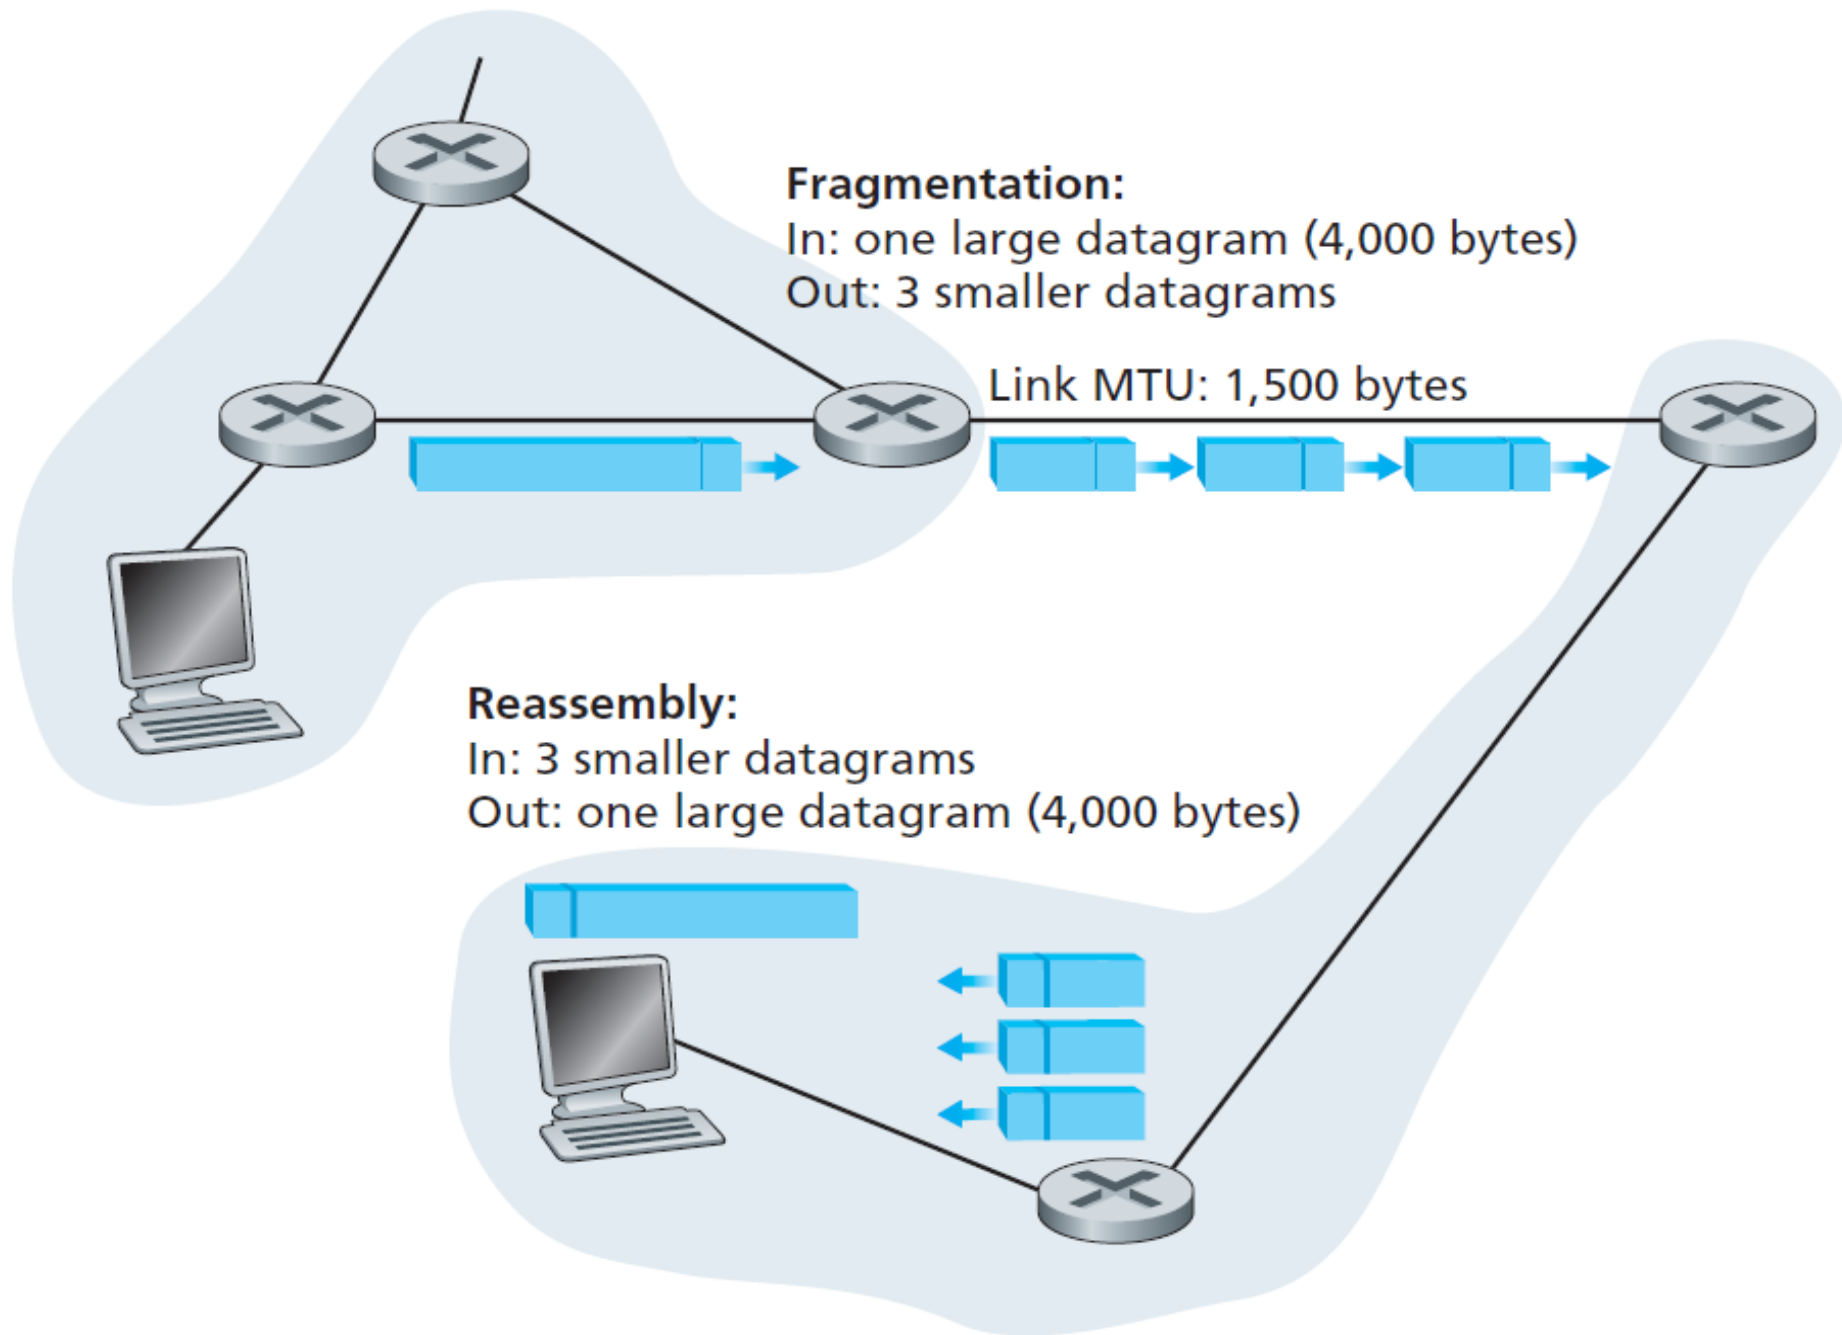 Fragmentation:
In: one large datagram (4,000 bytes)
Out: 3 smaller datagrams
Link MTU: 1,500 bytes
Reassembly:
In: 3 smaller datagrams
Out: one large datagram (4,000 bytes)